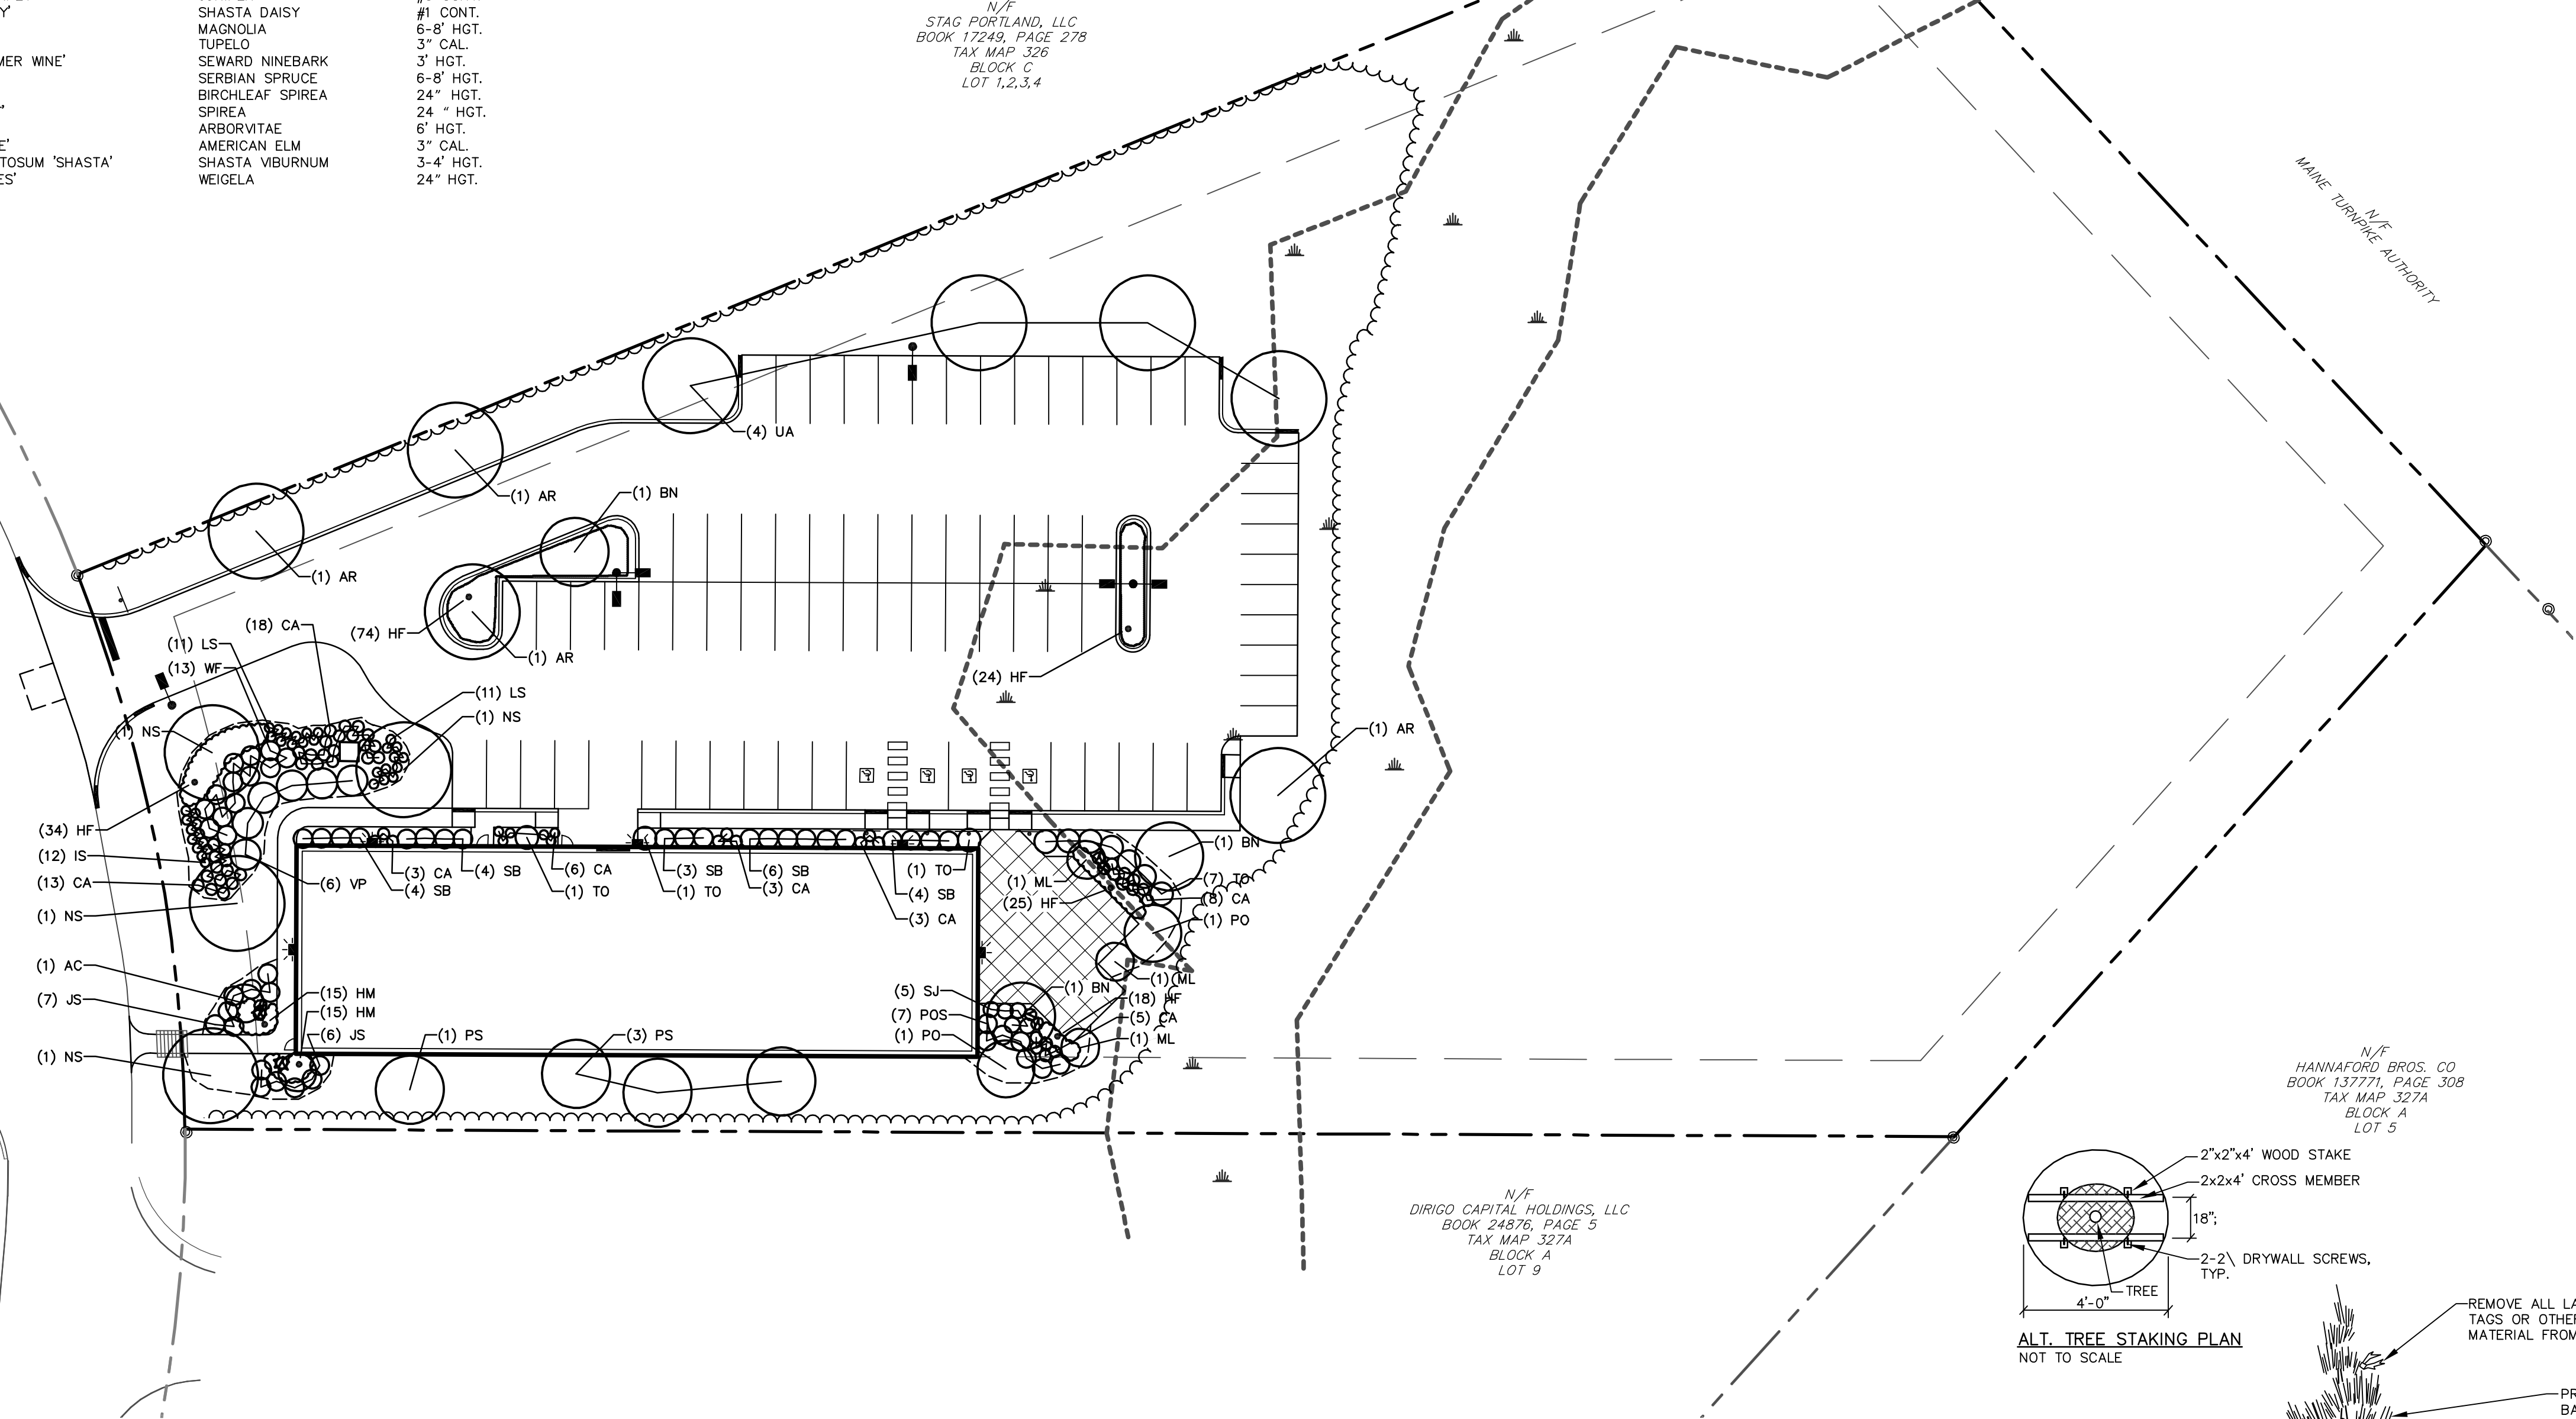 Y'
SHASTA DAISY
#1 CONT.
MAGNOLIA
6-8' HGT.
TUPELO
3" CAL.
MER WINE'
SEWARD NINEBARK
3' HGT.
SERBIAN SPRUCE
6-8' HGT.
BIRCHLEAF SPIREA
24" HGT.
SPIREA
24 " HGT.
ARBORVITAE
6' HGT.
E'
AMERICAN ELM
3" CAL.
TOSUM 'SHASTA'
SHASTA VIBURNUM
3-4' HGT.
ES'
WEIGELA
24" HGT.
N/F
STAG PORTLAND, LLC
BOOK 17249, PAGE 278
TAX MAP 326
BLOCK C
LOT 1,2,3,4
N/F
MAINE TURNPIKE AUTHORITY
(4) UA
(1) AR
(1) BN
(1) AR
(74) HF
(1) AR
(24) HF
(18) CA
(11) LS
(13) WF
(11) LS
(1) NS
(1) NS
(1) AR
(34) HF
(12) IS
(13) CA
(1) NS
(6) VP
(3) CA
(4) SB
(4) SB
(6) CA
(1) TO
(3) SB
(1) TO
(6) SB
(3) CA
(1) TO
(4) SB
(3) CA
(1) BN
(1) ML
(25) HF
(7) TO
(8) CA
(1) PO
(1) ML
(1) AC
(7) JS
(15) HM
(15) HM
(6) JS
(1) NS
(1) PS
(3) PS
(5) SJ
(7) POS
(1) PO
(1) BN
(18) HF
(5) CA
(1) ML
N/F
HANNAFORD BROS. CO
BOOK 137771, PAGE 308
TAX MAP 327A
BLOCK A
LOT 5
N/F
DIRIGO CAPITAL HOLDINGS, LLC
BOOK 24876, PAGE 5
TAX MAP 327A
BLOCK A
LOT 9
2"x2"x4' WOOD STAKE
2x2x4' CROSS MEMBER
18";
2-2\ DRYWALL SCREWS,
TYP.
TREE
4'-0"
ALT. TREE STAKING PLAN
NOT TO SCALE
REMOVE ALL LA
TAGS OR OTHE
MATERIAL FROM
PR
BA